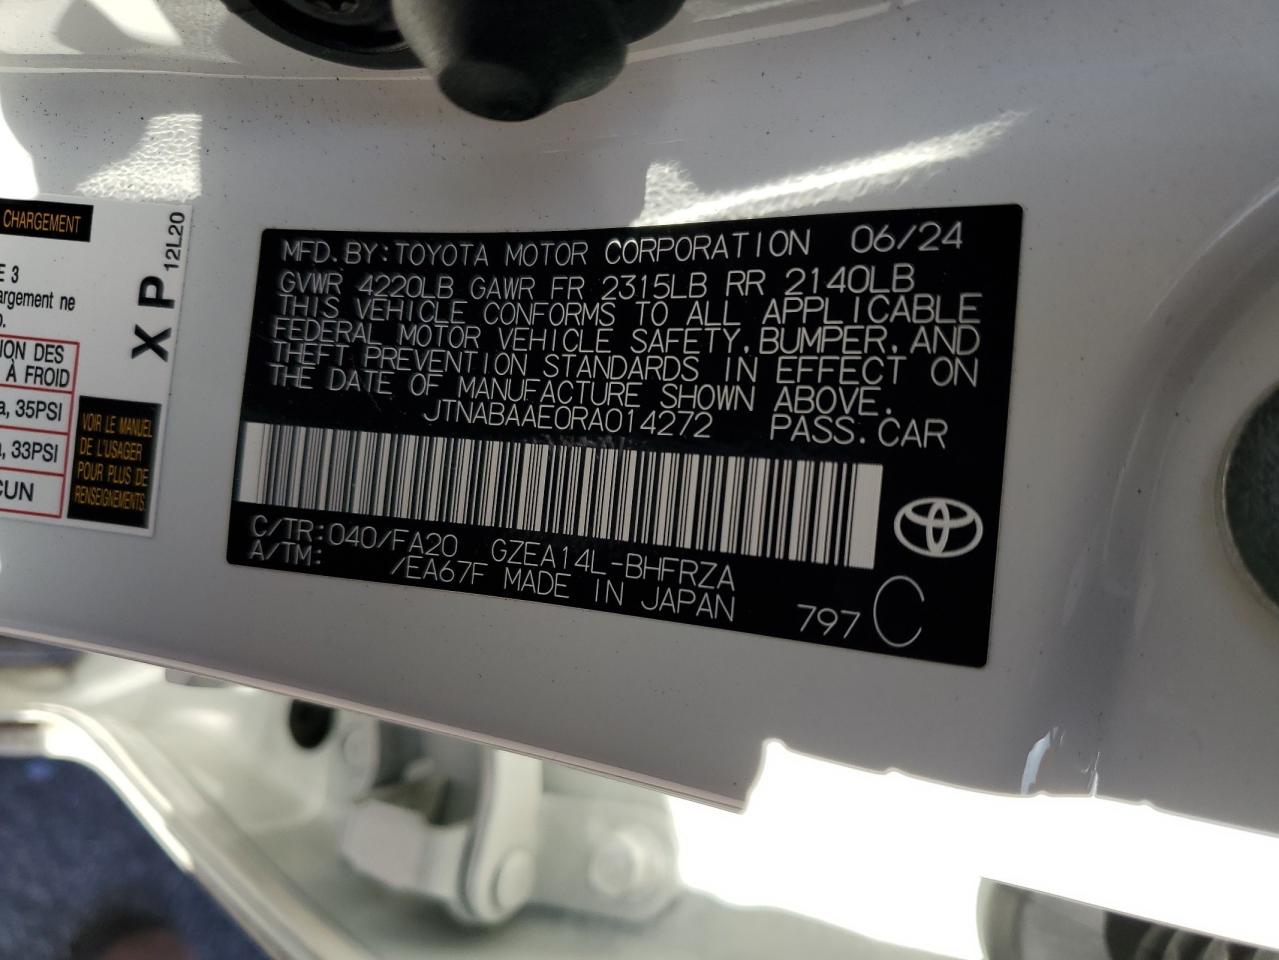 CHARGEMENT
E 3
argement ne
X P
12L20
ION DES
À FROID
a, 35PSI
a, 33PSI
CUN
VOIR LE MANUEL
DE L'USAGER
POUR PLUS DE
RENSEIGNEMENTS.
MFD. BY: TOYOTA MOTOR CORPORATION 06/24
GVWR 4220LB GAWR FR 2315LB RR 2140LB
THIS VEHICLE CONFORMS TO ALL APPLICABLE
FEDERAL MOTOR VEHICLE SAFETY, BUMPER, AND
THEFT PREVENTION STANDARDS IN EFFECT ON
THE DATE OF MANUFACTURE SHOWN ABOVE.
JTNABAAE0RA014272 PASS. CAR
C/TR: 040/FA20 GZEA14L-BHFRZA
A/TM: /EA67F MADE IN JAPAN
797 C